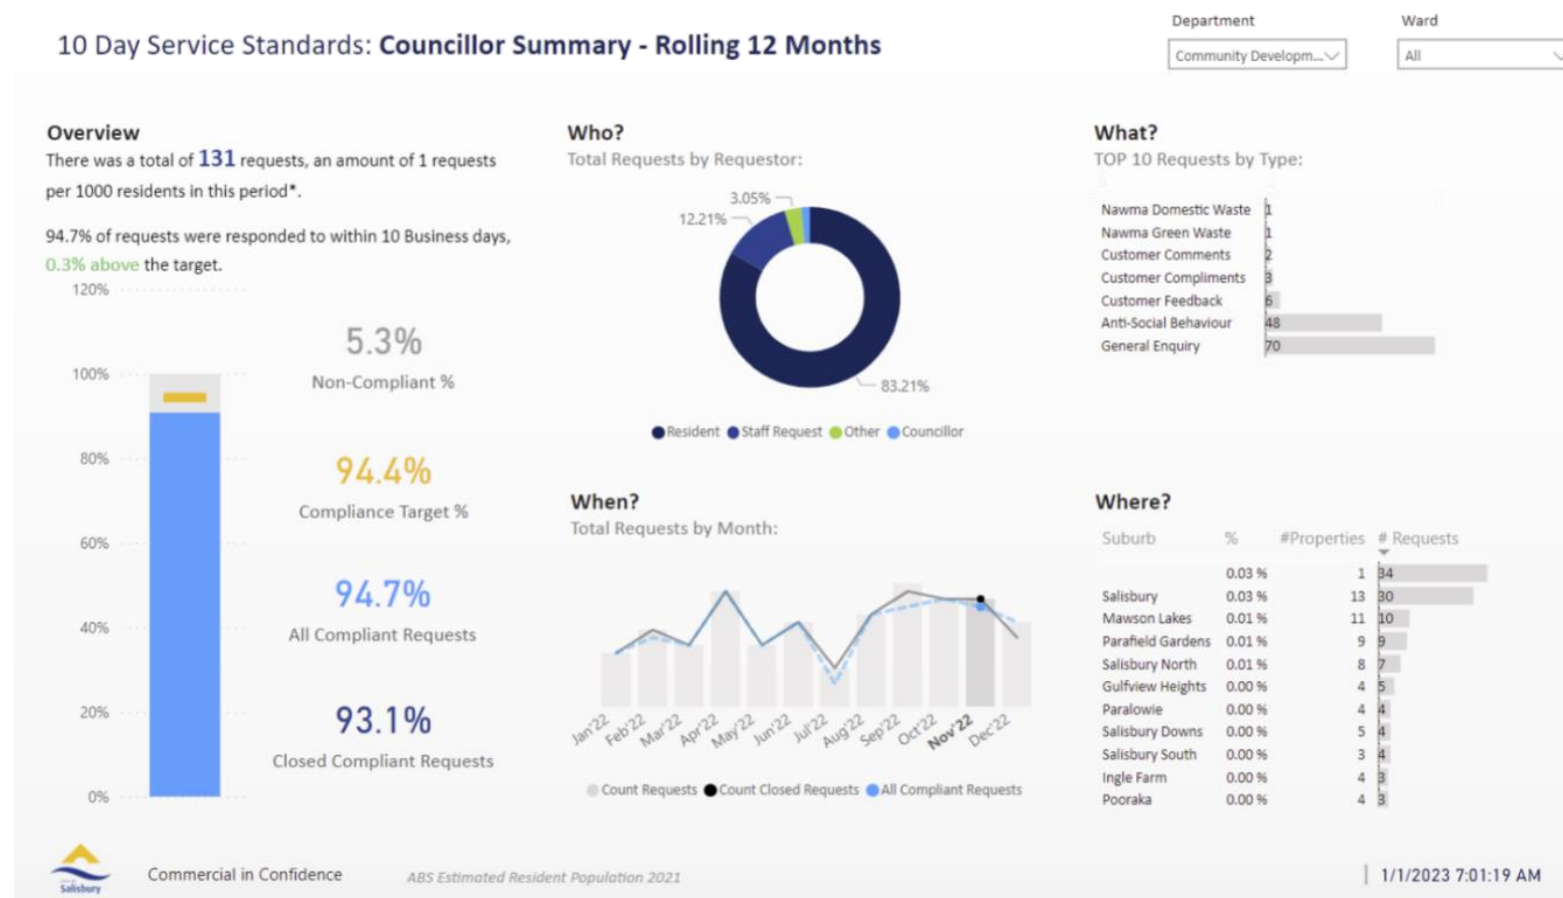 10 Day Service Standards: Councillor Summary - Rolling 12 Months
Department
Community Developm...
Ward
All
Overview
There was a total of 131 requests, an amount of 1 requests
per 1000 residents in this period*.
94.7% of requests were responded to within 10 Business days,
0.3% above the target.
120%
100%
80%
60%
40%
20%
0%
5.3%
Non-Compliant %
94.4%
Compliance Target %
94.7%
All Compliant Requests
93.1%
Closed Compliant Requests
Who?
Total Requests by Requestor:
3.05%
12.21%
83.21%
Resident Staff Request Other Councillor
When?
Total Requests by Month:
Jan'22 Feb'22 Mar'22 Apr'22 May'22 Jun'22 Jul'22 Aug'22 Sep'22 Oct'22 Nov'22 Dec'22
Count Requests Count Closed Requests All Compliant Requests
What?
TOP 10 Requests by Type:
Nawma Domestic Waste 1
Nawma Green Waste 1
Customer Comments 2
Customer Compliments 3
Customer Feedback 6
Anti-Social Behaviour 48
General Enquiry 70
Where?
Suburb % #Properties # Requests
0.03 % 1 34
Salisbury 0.03 % 13 30
Mawson Lakes 0.01 % 11 10
Parafield Gardens 0.01 % 9 9
Salisbury North 0.01 % 8 7
Gulfview Heights 0.00 % 4 5
Paralowie 0.00 % 4 4
Salisbury Downs 0.00 % 5 4
Salisbury South 0.00 % 3 4
Ingle Farm 0.00 % 4 3
Pooraka 0.00 % 4 3
Salisbury
Commercial in Confidence
ABS Estimated Resident Population 2021
1/1/2023 7:01:19 AM